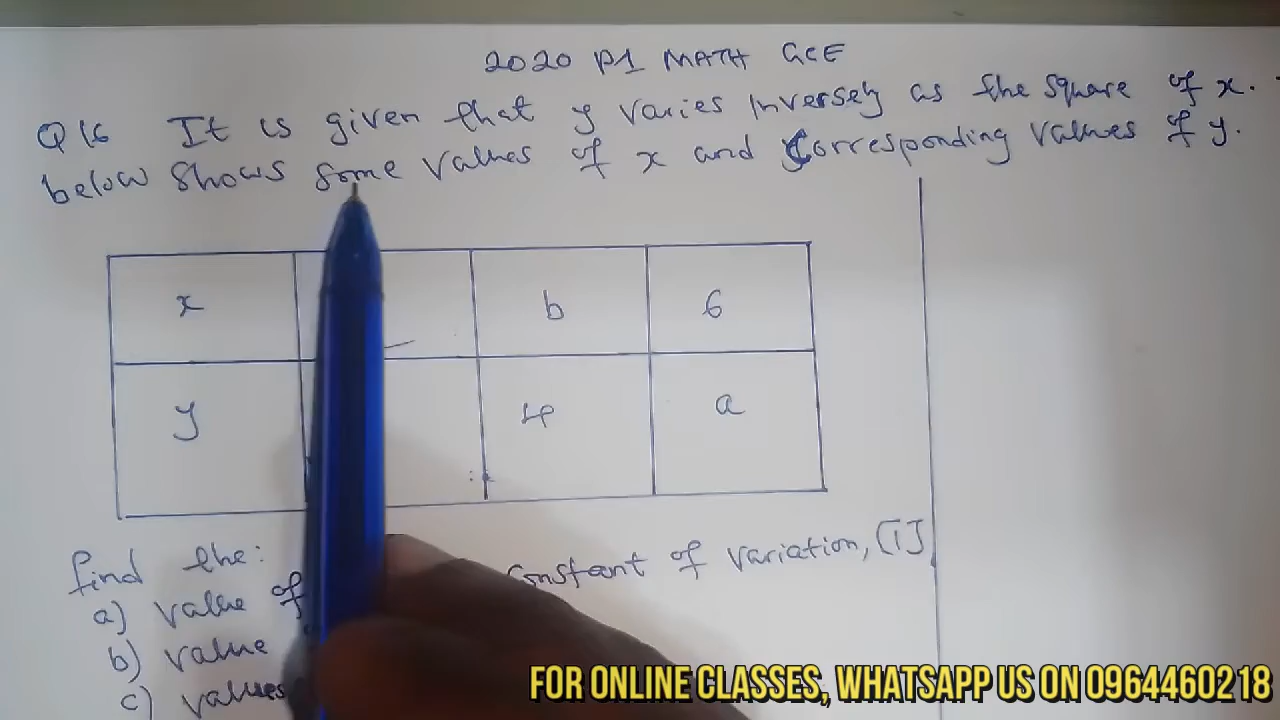 2020 P1 MATH GCE
Q16 It is given that y varies inversely as the square of x.
below shows some values of x and corresponding values of y.
x b 6
y 4 a
find the:
a) value of constant of variation, [1]
b) value
c) values
FOR ONLINE CLASSES, WHATSAPP US ON 0964460218